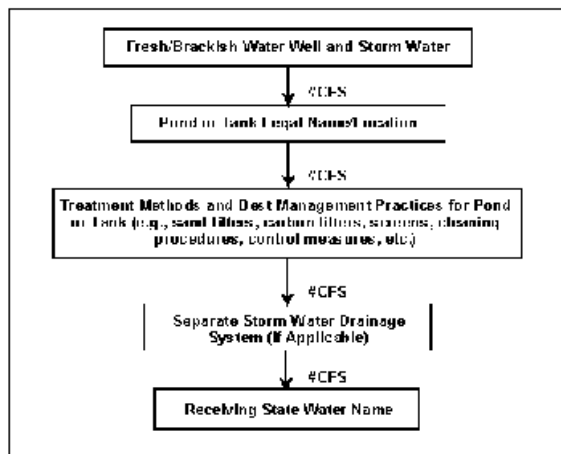 Fresh/Brackish Water Well and Storm Water
#CFS
Pond or Tank Legal Name/Location
#CFS
Treatment Methods and Best Management Practices for Pond
or Tank (e.g., sand filters, carbon filters, screens, cleaning
procedures, control measures, etc.)
#CFS
Separate Storm Water Drainage
System (If Applicable)
#CFS
Receiving State Water Name